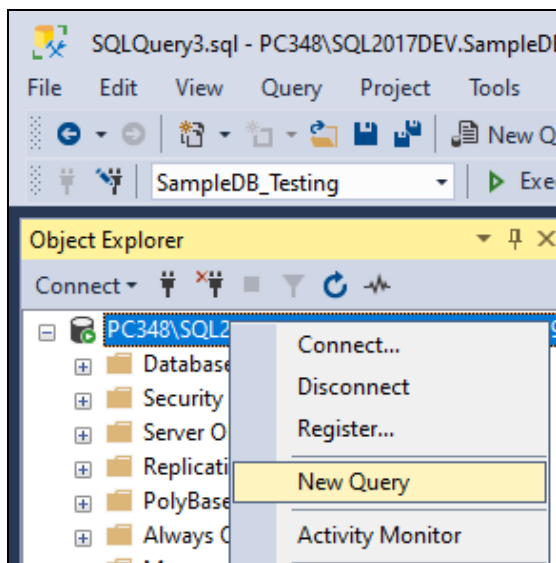 SQLQuery3.sql - PC348\SQL2017DEV.SampleD
File Edit View Query Project Tools
New Q
SampleDB_Testing Exe
Object Explorer
Connect
PC348\SQL2
Connect...
Database
Disconnect
Security
Register...
Server O
Replicati
New Query
PolyBase
Always O
Activity Monitor